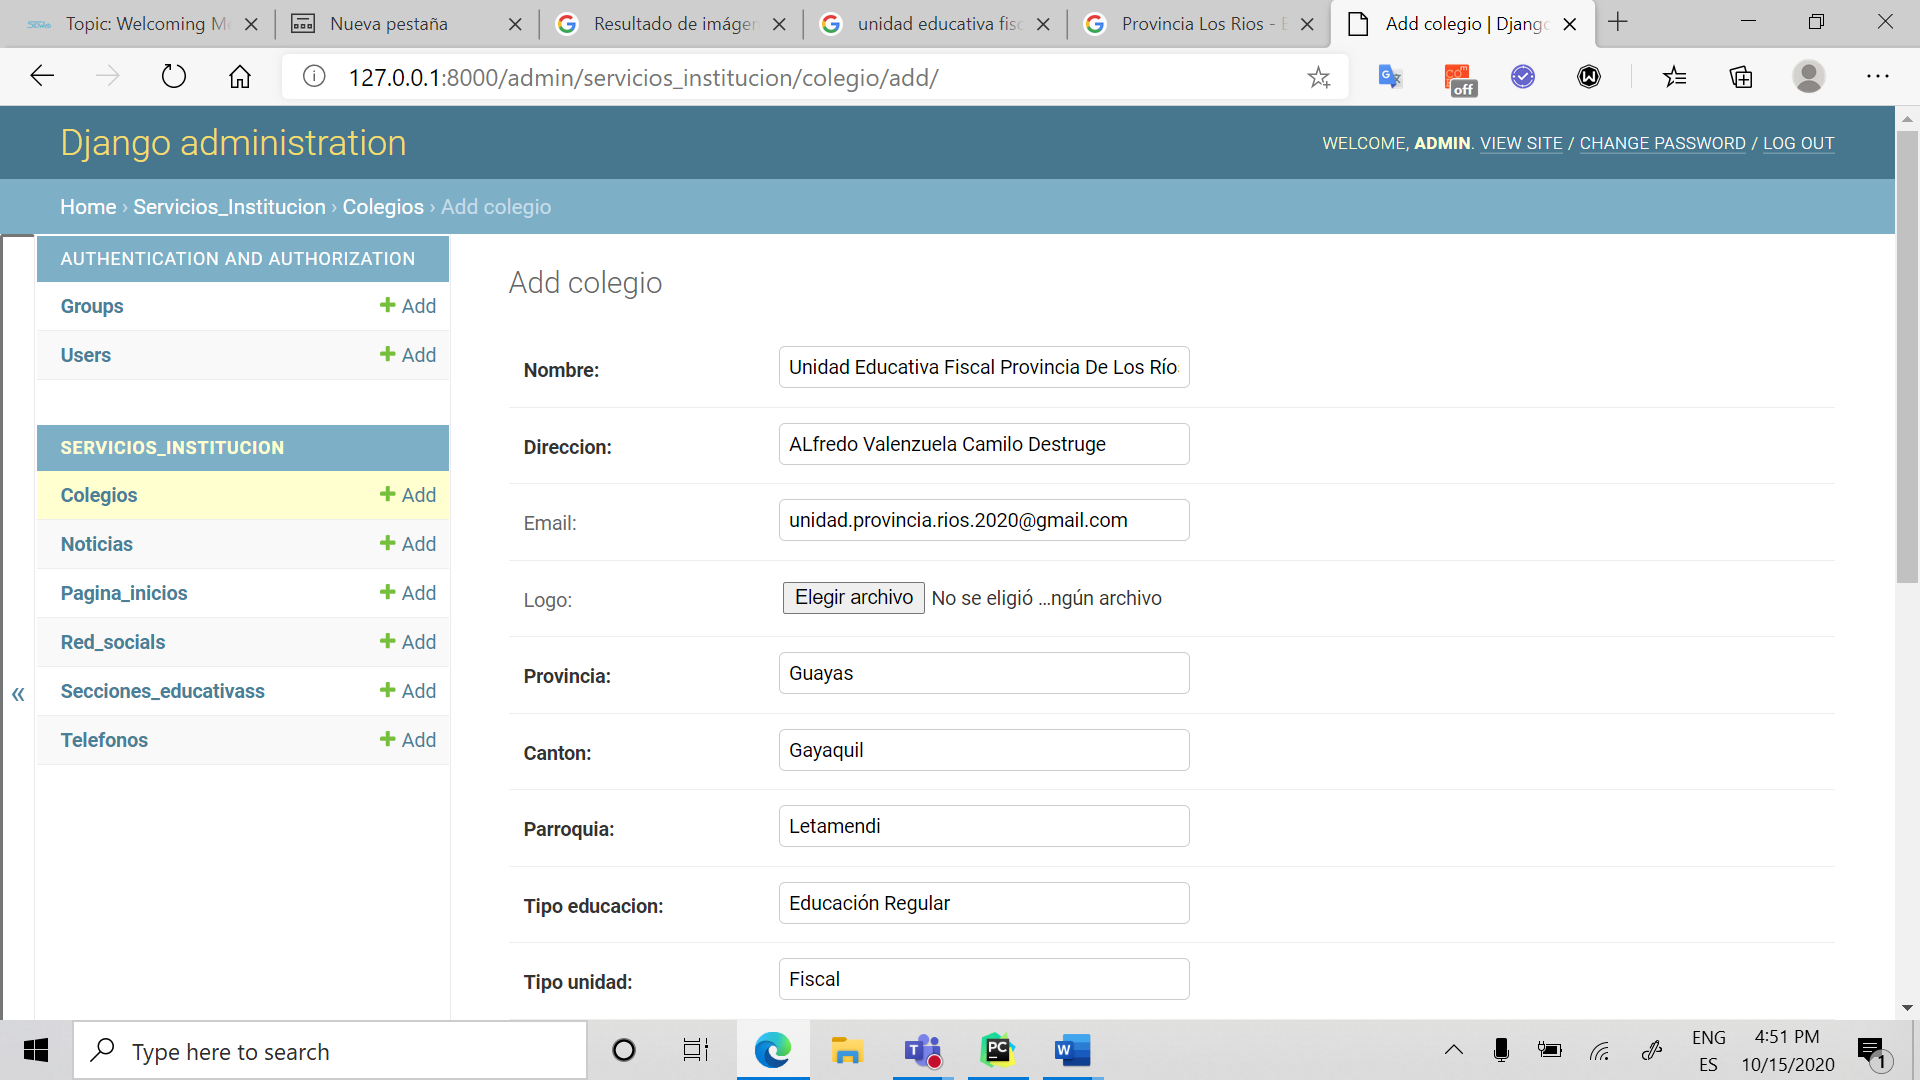 Topic: Welcoming Me
Nueva pestaña
Resultado de imágen
unidad educativa fisc
Provincia Los Rios - E
Add colegio | Django
127.0.0.1:8000/admin/servicios_institucion/colegio/add/
off
Django administration
WELCOME, ADMIN. VIEW SITE / CHANGE PASSWORD / LOG OUT
Home › Servicios_Institucion › Colegios › Add colegio
AUTHENTICATION AND AUTHORIZATION
Groups + Add
Users + Add
SERVICIOS_INSTITUCION
Colegios + Add
Noticias + Add
Pagina_inicios + Add
Red_socials + Add
Secciones_educativass + Add
Telefonos + Add
«
Add colegio
Nombre: Unidad Educativa Fiscal Provincia De Los Ríos
Direccion: ALfredo Valenzuela Camilo Destruge
Email: unidad.provincia.rios.2020@gmail.com
Logo: Elegir archivo No se eligió ...ngún archivo
Provincia: Guayas
Canton: Gayaquil
Parroquia: Letamendi
Tipo educacion: Educación Regular
Tipo unidad: Fiscal
Type here to search
ENG
ES
4:51 PM
10/15/2020
1